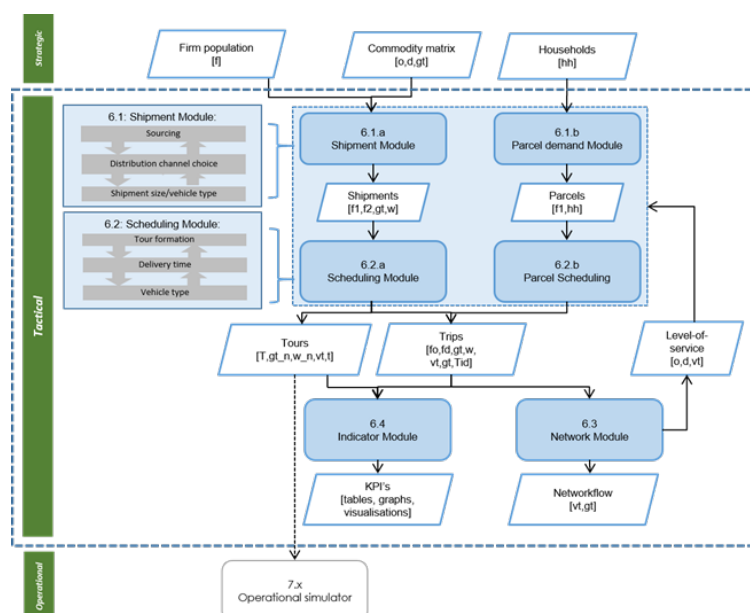 Strategic
Firm population
[f]
Commodity matrix
[o,d,gt]
Households
[hh]
Tactical
6.1: Shipment Module:
Sourcing
Distribution channel choice
Shipment size/vehicle type
6.1.a
Shipment Module
6.1.b
Parcel demand Module
Shipments
[f1,f2,gt,w]
Parcels
[f1,hh]
6.2: Scheduling Module:
Tour formation
Delivery time
Vehicle type
6.2.a
Scheduling Module
6.2.b
Parcel Scheduling
Tours
[T,gt_n,w_n,vt,t]
Trips
[fo,fd,gt,w,
vt,gt,Tid]
Level-of-
service
[o,d,vt]
6.4
Indicator Module
6.3
Network Module
KPI's
[tables, graphs,
visualisations]
Networkflow
[vt,gt]
Operational
7.x
Operational simulator